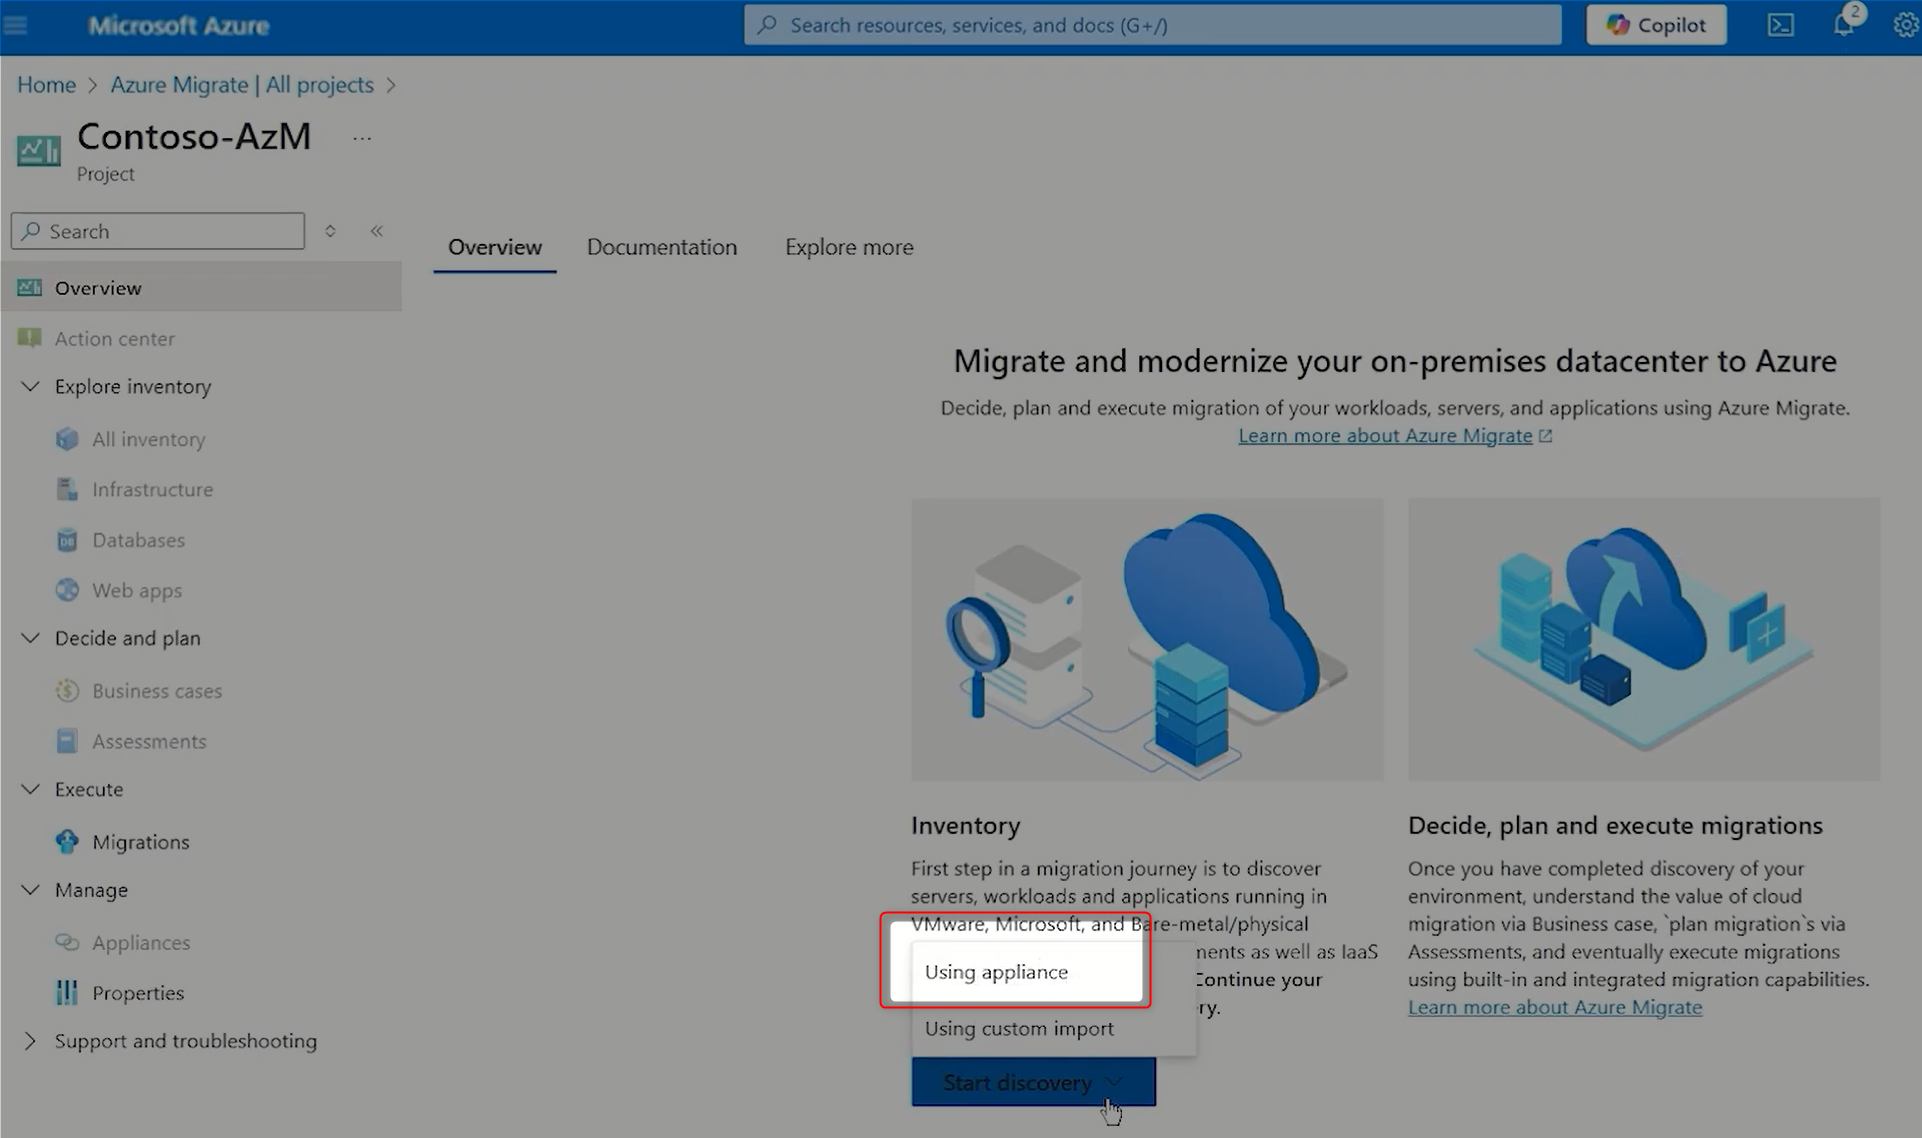 Microsoft Azure
Search resources, services, and docs (G+/)
Copilot
2
Home > Azure Migrate | All projects >
Contoso-AzM ...
Project
Search
Overview
Action center
Explore inventory
All inventory
Infrastructure
Databases
DB
Web apps
Decide and plan
Business cases
Assessments
Execute
Migrations
Manage
Appliances
Properties
Support and troubleshooting
Overview
Documentation
Explore more
Migrate and modernize your on-premises datacenter to Azure
Decide, plan and execute migration of your workloads, servers, and applications using Azure Migrate.
Learn more about Azure Migrate
Inventory
First step in a migration journey is to discover
servers, workloads and applications running in
VMware, Microsoft, and Bare-metal/physical
as well as IaaS
Continue your
Using appliance
Using custom import
Start discovery
Decide, plan and execute migrations
Once you have completed discovery of your
environment, understand the value of cloud
migration via Business case, `plan migration`s via
Assessments, and eventually execute migrations
using built-in and integrated migration capabilities.
Learn more about Azure Migrate